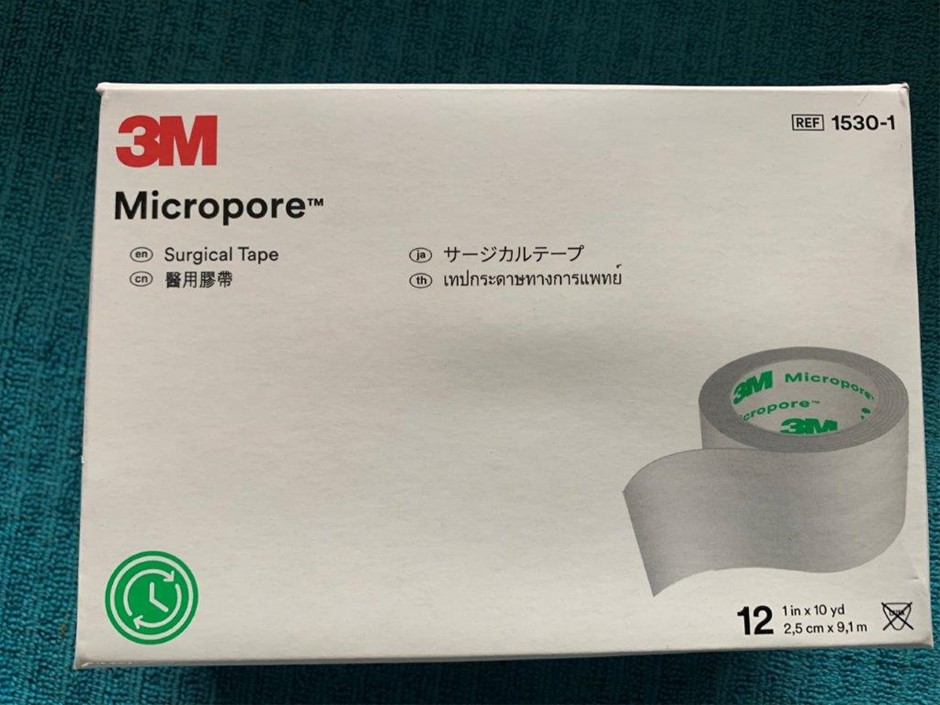 3M
REF 1530-1
Micropore™
en Surgical Tape
cn 醫用膠帶
ja サージカルテープ
th เทปกระดาษทางการแพทย์
3M Micropore™
cropore™
3M
12
1 in x 10 yd
2,5 cm x 9,1 m